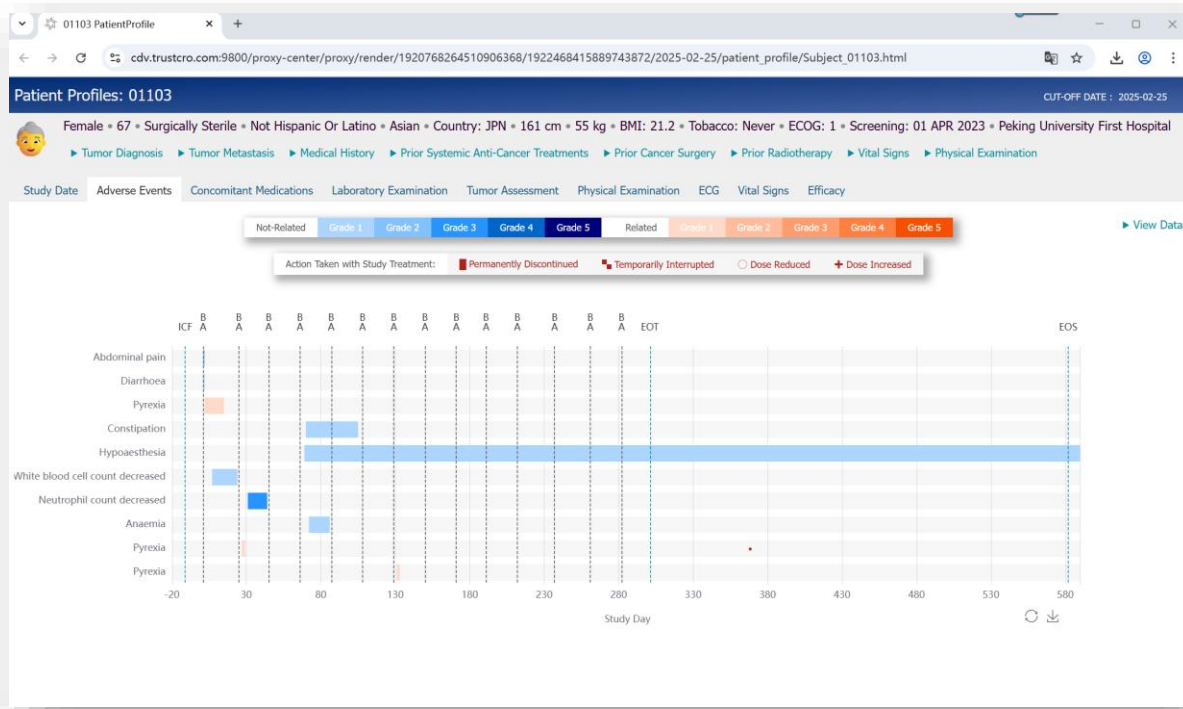 01103 PatientProfile
cdv.trustcro.com:9800/proxy-center/proxy/render/1920768264510906368/1922468415889743872/2025-02-25/patient_profile/Subject_01103.html
Patient Profiles: 01103
CUT-OFF DATE : 2025-02-25
Female • 67 • Surgically Sterile • Not Hispanic Or Latino • Asian • Country: JPN • 161 cm • 55 kg • BMI: 21.2 • Tobacco: Never • ECOG: 1 • Screening: 01 APR 2023 • Peking University First Hospital
Tumor Diagnosis Tumor Metastasis Medical History Prior Systemic Anti-Cancer Treatments Prior Cancer Surgery Prior Radiotherapy Vital Signs Physical Examination
Study Date Adverse Events Concomitant Medications Laboratory Examination Tumor Assessment Physical Examination ECG Vital Signs Efficacy
Not-Related Grade 1 Grade 2 Grade 3 Grade 4 Grade 5 Related Grade 1 Grade 2 Grade 3 Grade 4 Grade 5
View Data
Action Taken with Study Treatment: Permanently Discontinued Temporarily Interrupted Dose Reduced Dose Increased
B B B B B B B B B B B B B B
ICF A A A A A A A A A A A A A A EOT EOS
Abdominal pain
Diarrhoea
Pyrexia
Constipation
Hypoaesthesia
White blood cell count decreased
Neutrophil count decreased
Anaemia
Pyrexia
Pyrexia
-20 30 80 130 180 230 280 330 380 430 480 530 580
Study Day